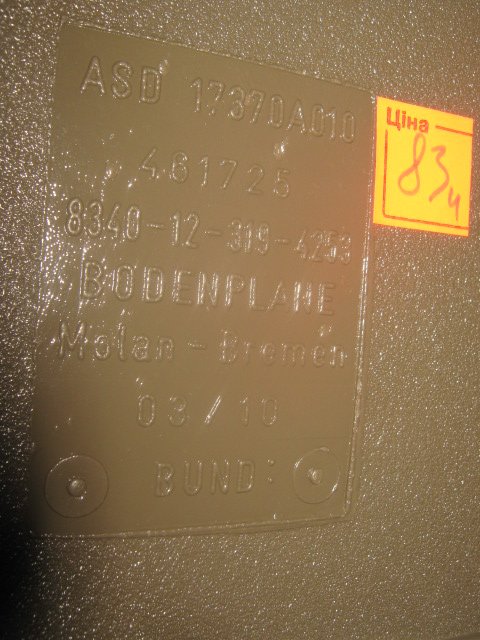 ASD 17370A010
461725
8340-12-319-4253
BODENPLANE
Molan - Bremen
03/10
BUND:
Ціна
83